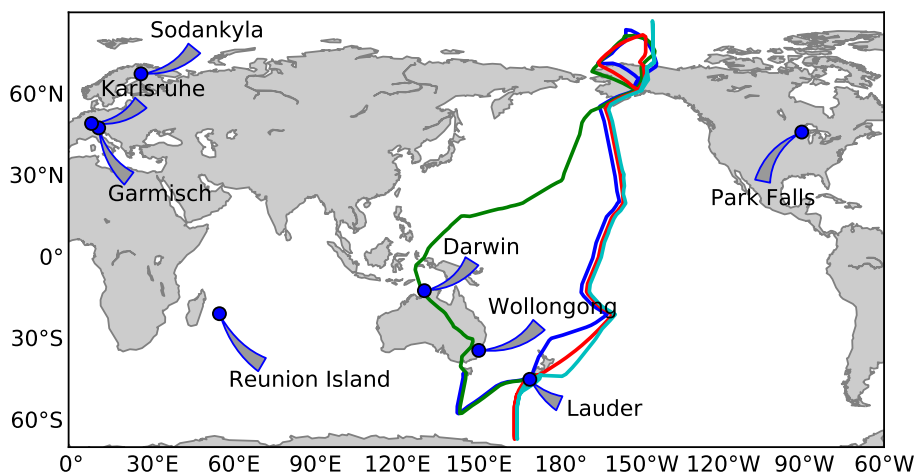 Sodankyla
Karlsruhe
60°N
Garmisch
Park Falls
30°N
Darwin
0°
Wollongong
30°S
Reunion Island
Lauder
60°S
0° 30°E 60°E 90°E 120°E 150°E 180° 150°W 120°W 90°W 60W